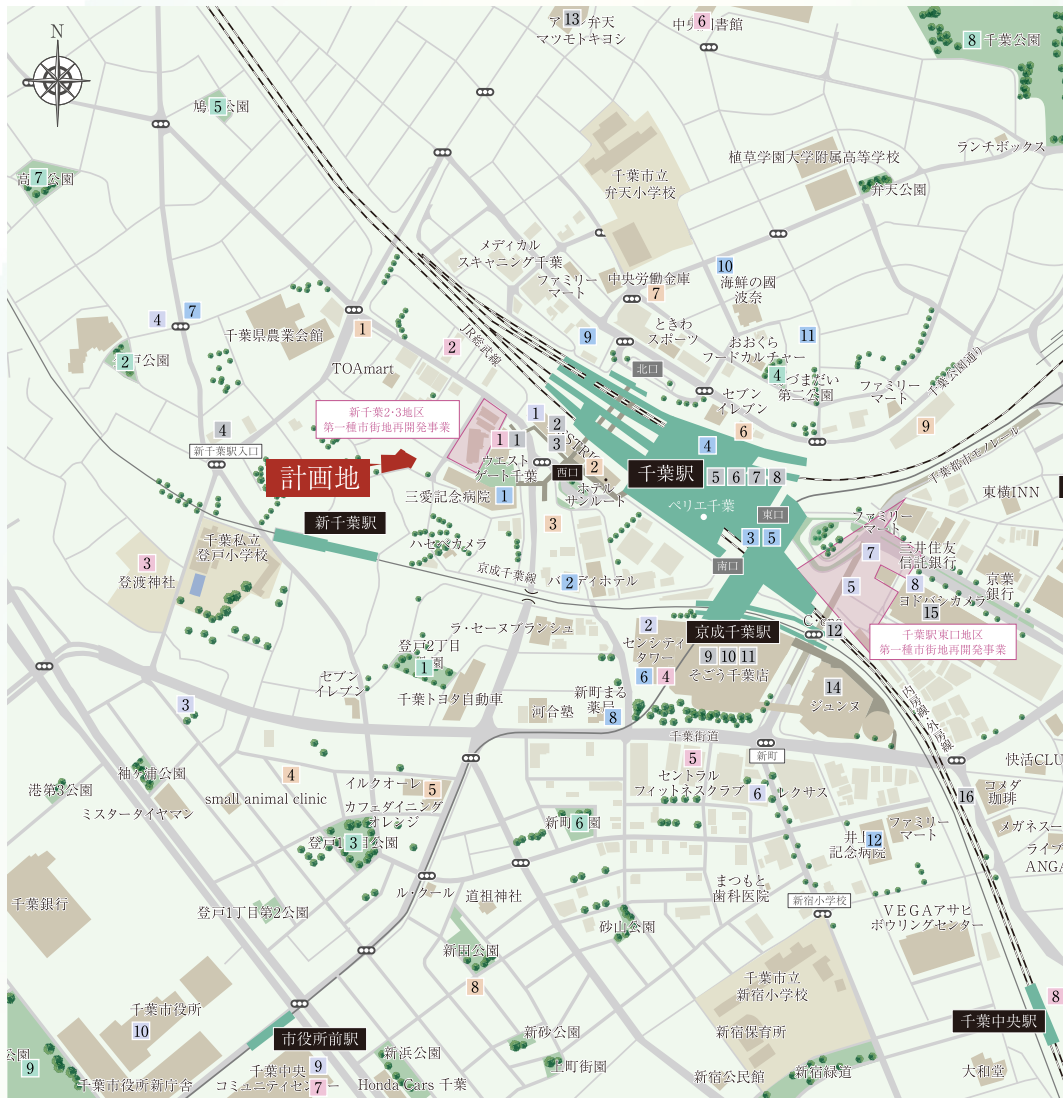 N
13
アリオ弁天
マツモトキヨシ
6
8
千葉公園
5
ランチボックス
植草学園大学附属高等学校
7
千葉市立
弁天小学校
弁天公園
メディカル
スキャニング千葉
ファミリー
マート
中央労働金庫
7
10
海鮮の國
波奈
4
7
千葉県農業会館
1
2
JR総武線
9
ときわ
スポーツ
おおくら
フードカルチャー
11
2
TOAmart
北口
4
第二公園
セブン
イレブン
ファミリー
マート
千葉公園通り
新千葉2・3地区
第一種市街地再開発事業
1
2
3
6
9
4
新千葉駅入口
計画地
1
1
ウエスト
ゲート千葉
西口
2
ホテル
サンルート
4
千葉駅
5
6
7
8
千葉都市モノレール
東横INN
三愛記念病院
1
ペリエ千葉
東口
新千葉駅
3
ハセベカメラ
3
5
ファミリー
マート
千葉私立
登戸小学校
3
登渡神社
京成千葉線
2
南口
7
三井住友
信託銀行
京葉
銀行
5
8
ヨドバシカメラ
15
2
京成千葉駅
12
千葉駅東口地区
第一種市街地再開発事業
ラ・セーヌブランシュ
センシティ
タワー
6
4
9
10
11
そごう千葉店
登戸2丁目
1
セブン
イレブン
千葉トヨタ自動車
新町まる
薬局
8
河合塾
14
ジュンヌ
内房線・外房線
3
千葉街道
新町
5
セントラル
フィットネスクラブ
6
レクサス
快活CLU
港第3公園
袖ヶ浦公園
ミスタータイヤマン
4
small animal clinic
イルクオーレ
5
カフェダイニング
オレンジ
16
コメダ
珈琲
3
6
12
記念病院
ファミリー
マート
メガネスー
ライブ
ANGA
ル・クール
道祖神社
まつもと
歯科医院
新宿小学校
千葉銀行
登戸1丁目第2公園
砂山公園
VEGAアサヒ
ボウリングセンター
新田公園
8
千葉市立
新宿小学校
8
千葉中央駅
千葉市役所
10
市役所前駅
新砂公園
新宿保育所
9
千葉市役所新庁舎
千葉中央
9
7
新浜公園
Honda Cars 千葉
上町街園
新宿公民館
新宿緑道
大和堂